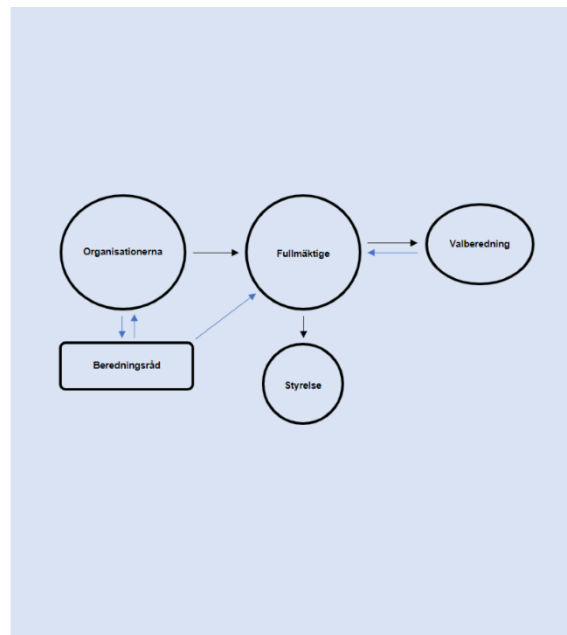 Organisationerna
Fullmäktige
Valberedning
Beredningsråd
Styrelse